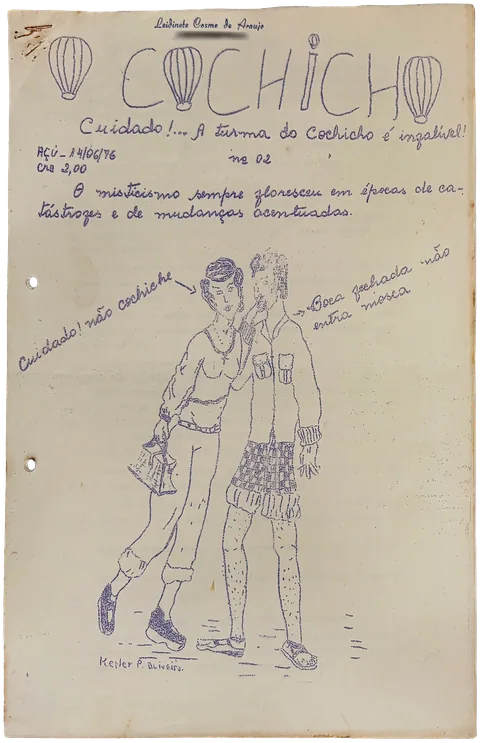 Leidinete Cosme de Araujo
COCHICHO
Cuidado!... A turma do Cochicho é infalível!
AÇÚ - 14/06/76
nº 02
Cr$ 2,00
O misticismo sempre floresceu em épocas de ca-
tástrofes e de mudanças acentuadas.
Cuidado! não cochiche
Boca fechada não
entra mosca
Kepler P. Oliveira.